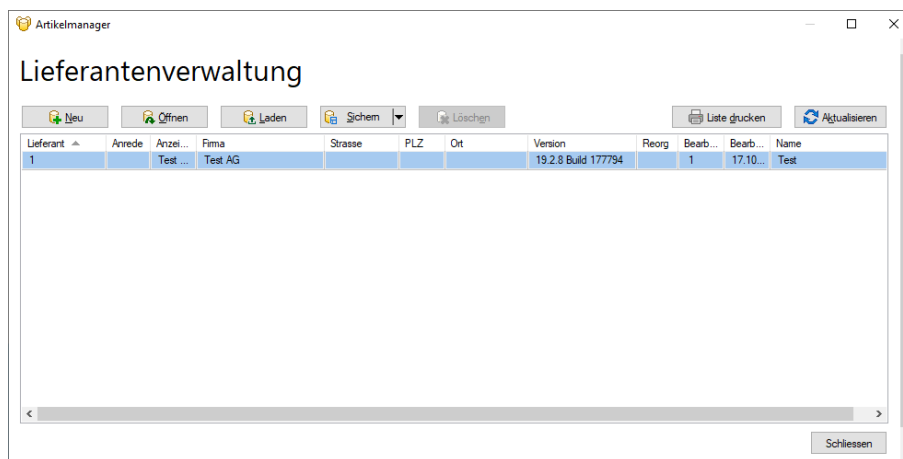 Artikelmanager
Lieferantenverwaltung
Neu Öffnen Laden Sichern Löschen Liste drucken Aktualisieren
Lieferant Anrede Anzei... Firma Strasse PLZ Ort Version Reorg Bearb... Bearb... Name
1 Test ... Test AG 19.2.8 Build 177794 1 17.10... Test
Schliessen